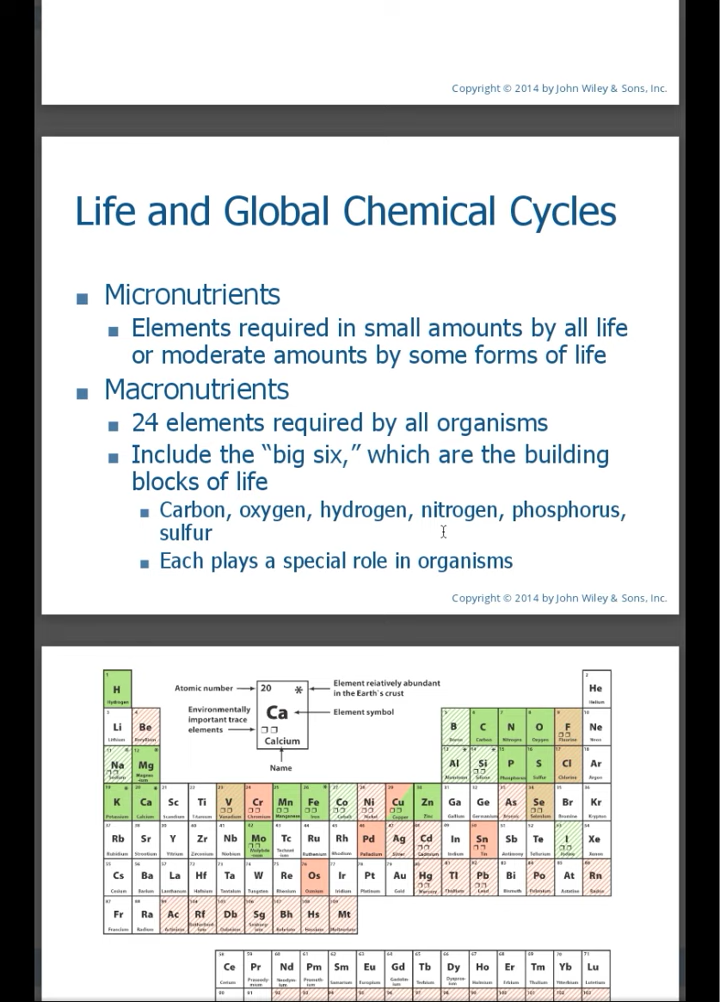 Copyright © 2014 by John Wiley & Sons, Inc.
Life and Global Chemical Cycles
Micronutrients
Elements required in small amounts by all life
or moderate amounts by some forms of life
Macronutrients
24 elements required by all organisms
Include the “big six,” which are the building
blocks of life
Carbon, oxygen, hydrogen, nitrogen, phosphorus,
sulfur
Each plays a special role in organisms
Copyright © 2014 by John Wiley & Sons, Inc.
Atomic number
Environmentally
important trace
elements
20 *
Ca
Calcium
Name
Element relatively abundant
in the Earth's crust
Element symbol
H He
Hydrogen Helium
Li Be B C N O F Ne
Na Mg Al Si P S Cl Ar
K Ca Sc Ti V Cr Mn Fe Co Ni Cu Zn Ga Ge As Se Br Kr
Rb Sr Y Zr Nb Mo Tc Ru Rh Pd Ag Cd In Sn Sb Te I Xe
Cs Ba La Hf Ta W Re Os Ir Pt Au Hg Tl Pb Bi Po At Rn
Fr Ra Ac Rf Db Sg Bh Hs Mt
Ce Pr Nd Pm Sm Eu Gd Tb Dy Ho Er Tm Yb Lu